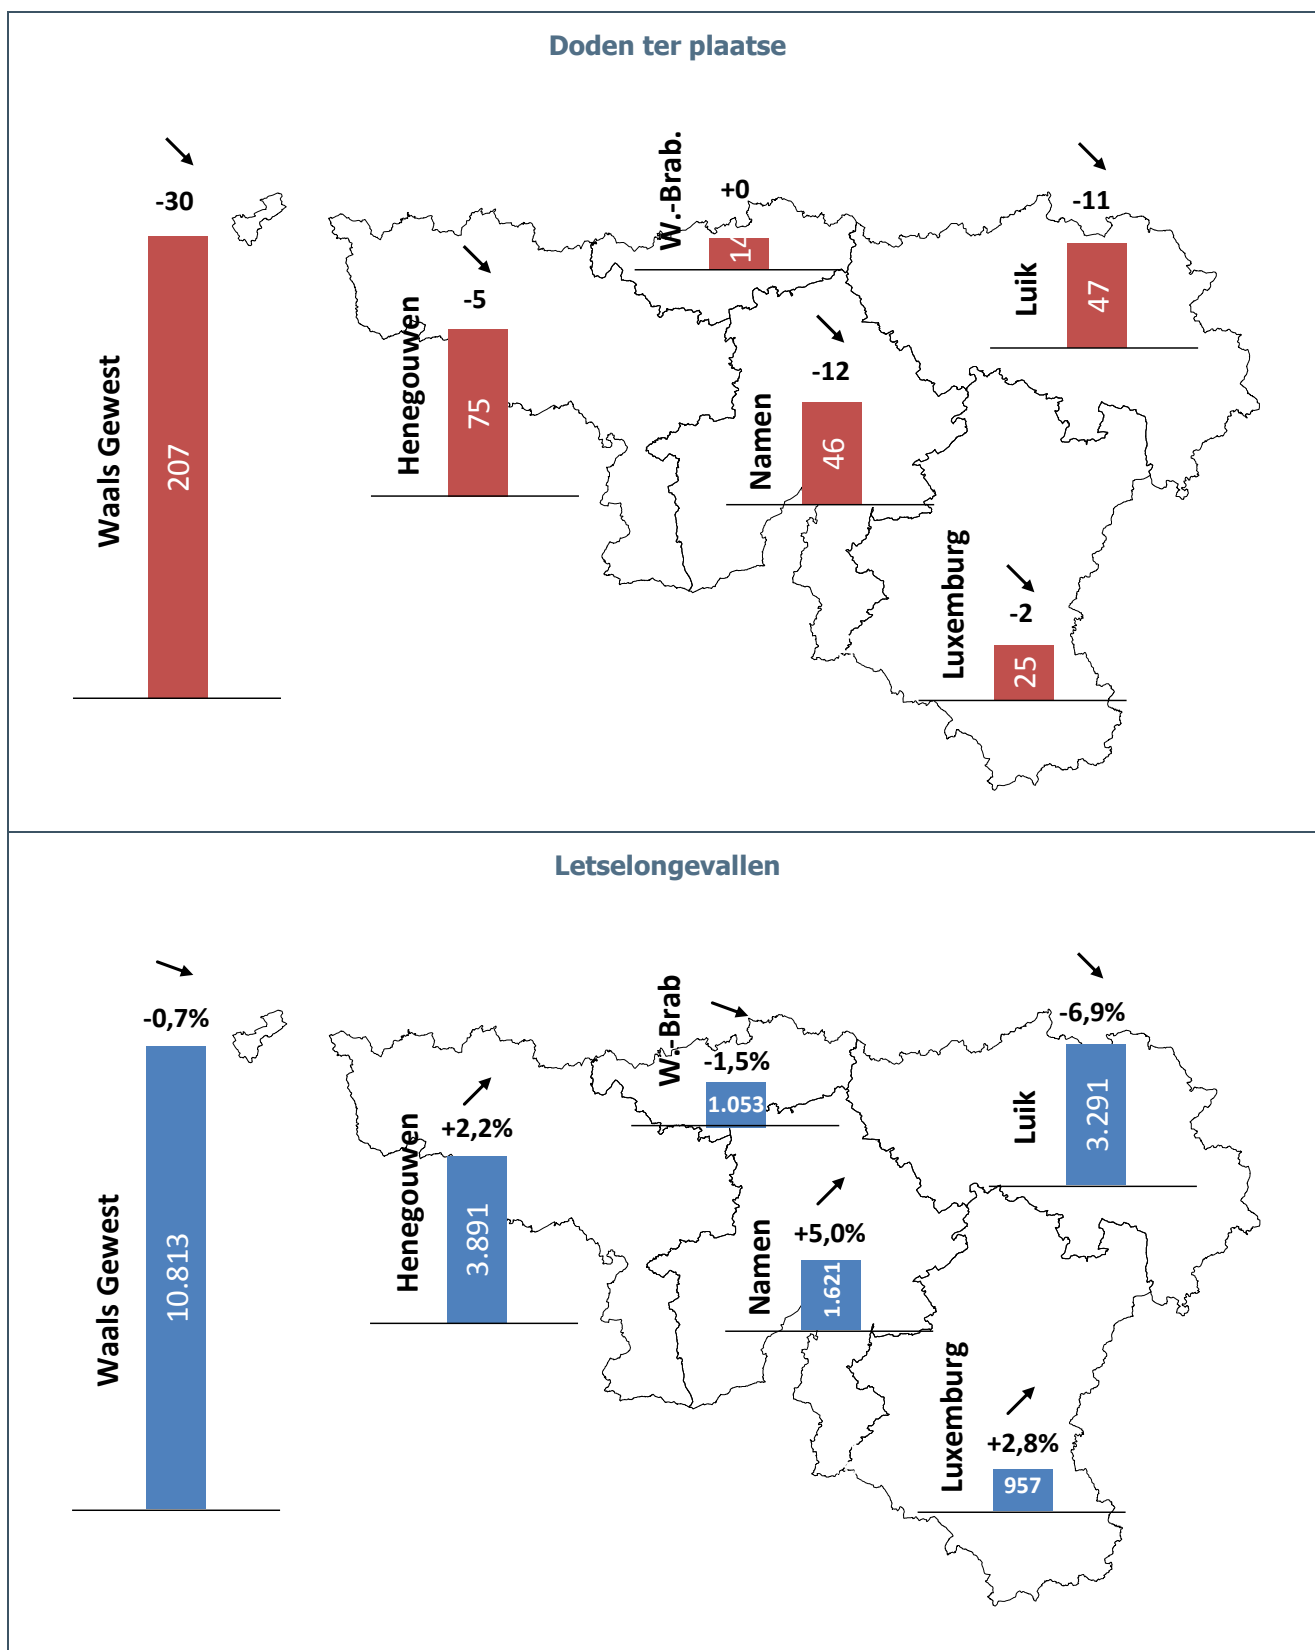 Doden ter plaatse
Waals Gewest
-30
207
Henegouwen
-5
75
W.-Brab.
+0
14
Namen
-12
46
Luik
-11
47
Luxemburg
-2
25
Letselongevallen
Waals Gewest
-0,7%
10.813
Henegouwen
+2,2%
3.891
W.-Brab
-1,5%
1.053
Namen
+5,0%
1.621
Luik
-6,9%
3.291
Luxemburg
+2,8%
957